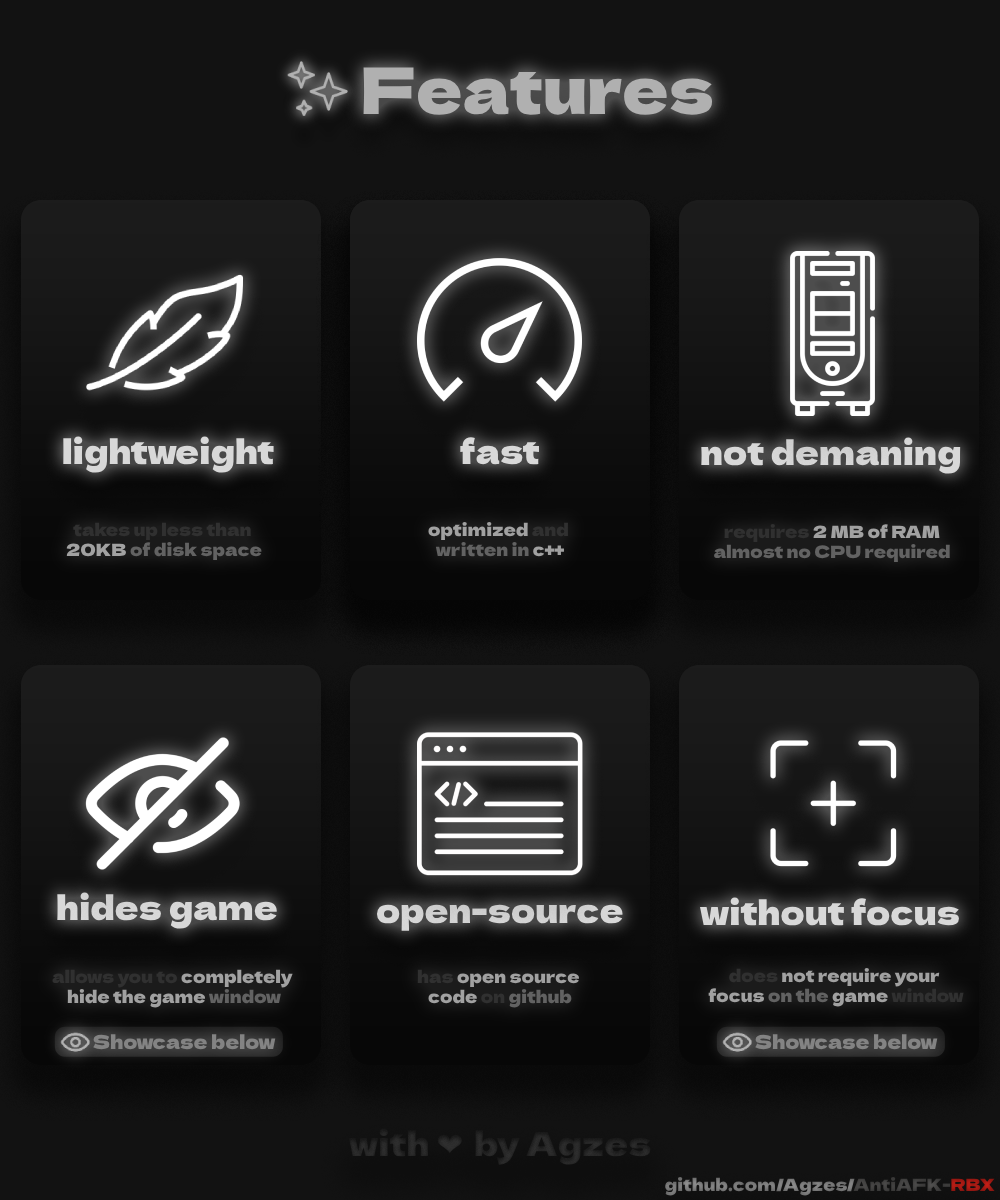 Features
lightweight
takes up less than
20KB of disk space
fast
optimized and
written in c++
not demaning
requires 2 MB of RAM
almost no CPU required
hides game
allows you to completely
hide the game window
Showcase below
open-source
</>
has open source
code on github
without focus
does not require your
focus on the game window
Showcase below
with ❤ by Agzes
github.com/Agzes/AntiAFK-RBX